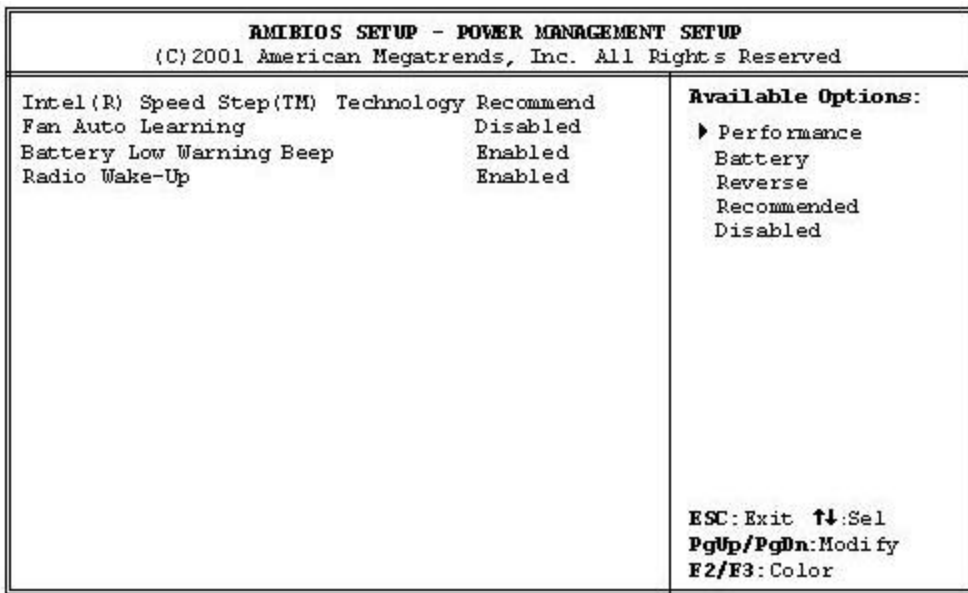 AMIBIOS SETUP - POWER MANAGEMENT SETUP
(C)2001 American Megatrends, Inc. All Rights Reserved
Intel(R) Speed Step(TM) Technology Recommend
Fan Auto Learning Disabled
Battery Low Warning Beep Enabled
Radio Wake-Up Enabled
Available Options:
▶ Performance
Battery
Reverse
Recommended
Disabled
ESC:Exit ↑↓:Sel
PgUp/PgDn:Modify
F2/F3:Color